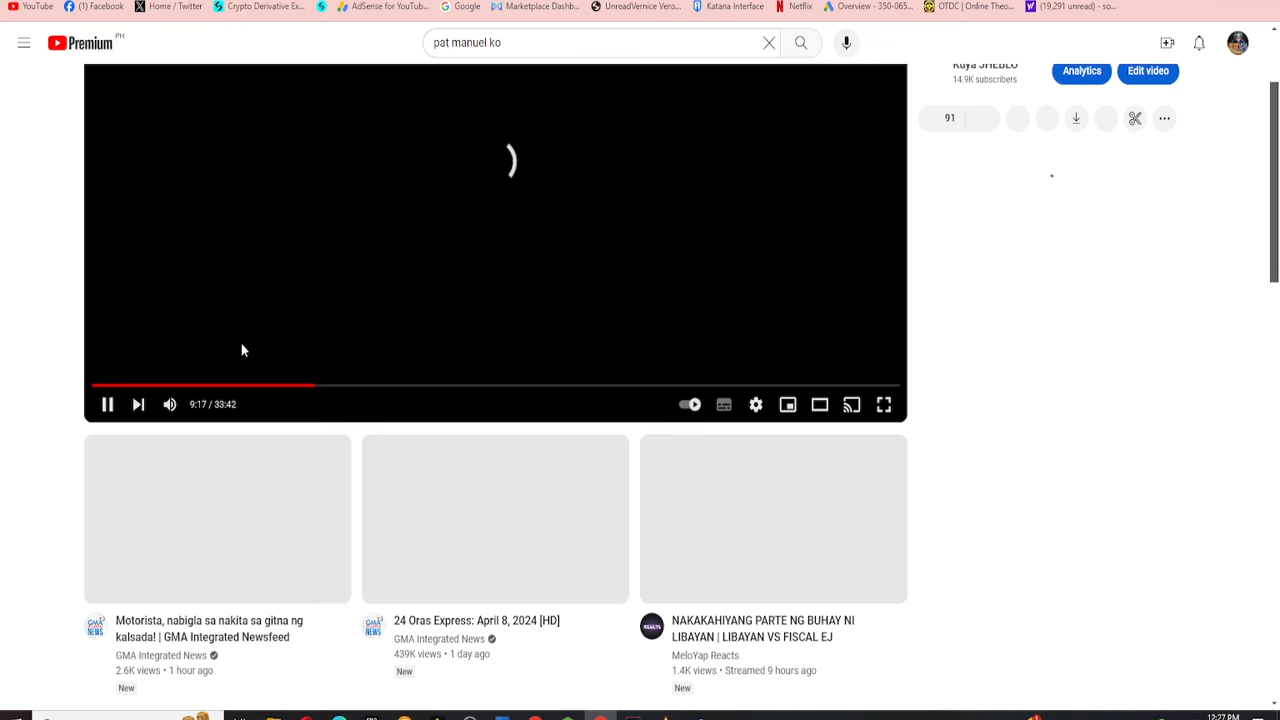 YouTube
(1) Facebook
Home / Twitter
Crypto Derivative Ex...
AdSense for YouTub...
Google
Marketplace Dashb...
UnreadVernice Vero...
Katana Interface
Netflix
Overview - 350-065...
OTDC | Online Theo...
(19,291 unread) - so...
Premium PH
pat manuel ko
Kuya JHEBLO
14.9K subscribers
Analytics
Edit video
91
9:17 / 33:42
Motorista, nabigla sa nakita sa gitna ng
kalsada! | GMA Integrated Newsfeed
GMA Integrated News
2.6K views • 1 hour ago
New
24 Oras Express: April 8, 2024 [HD]
GMA Integrated News
439K views • 1 day ago
New
NAKAKAHIYANG PARTE NG BUHAY NI
LIBAYAN | LIBAYAN VS FISCAL EJ
MeloYap Reacts
1.4K views • Streamed 9 hours ago
New
12:27 PM